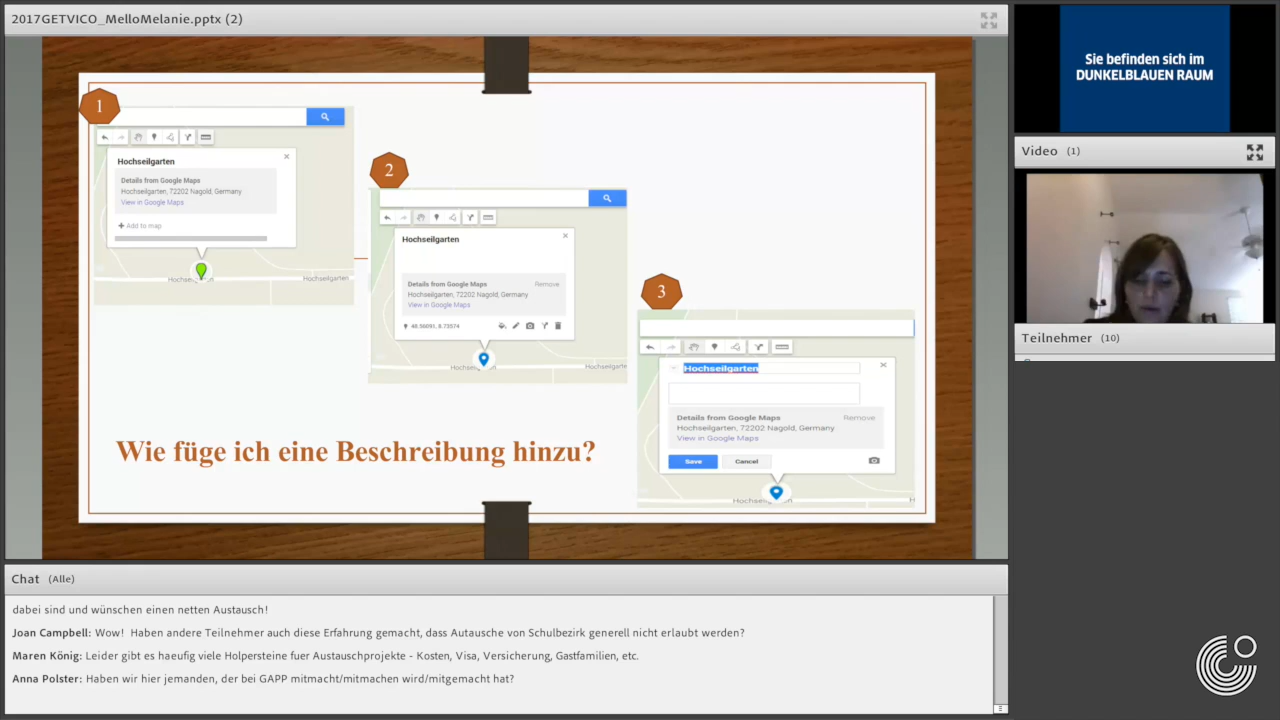 2017GETVICO_MelloMelanie.pptx (2)
1
Hochseilgarten
Details from Google Maps
Hochseilgarten, 72202 Nagold, Germany
View in Google Maps
Add to map
Hochseilgarten
2
Hochseilgarten
Details from Google Maps
Remove
Hochseilgarten, 72202 Nagold, Germany
View in Google Maps
Hochseilgarte
3
Hochseilgarten
Details from Google Maps
Remove
Hochseilgarten, 72202 Nagold, Germany
View in Google Maps
Save
Cancel
H
Wie füge ich eine Beschreibung hinzu?
Sie befinden sich im
DUNKELBLAUEN RAUM
Video (1)
Teilnehmer (10)
Chat (Alle)
dabei sind und wünschen einen netten Austausch!
Joan Campbell: Wow! Haben andere Teilnehmer auch diese Erfahrung gemacht, dass Autausche von Schulbezirk generell nicht erlaubt werden?
Maren König: Leider gibt es haeufig viele Holpersteine fuer Austauschprojekte - Kosten, Visa, Versicherung, Gastfamilien, etc.
Anna Polster: Haben wir hier jemanden, der bei GAPP mitmacht/mitmachen wird/mitgemacht hat?